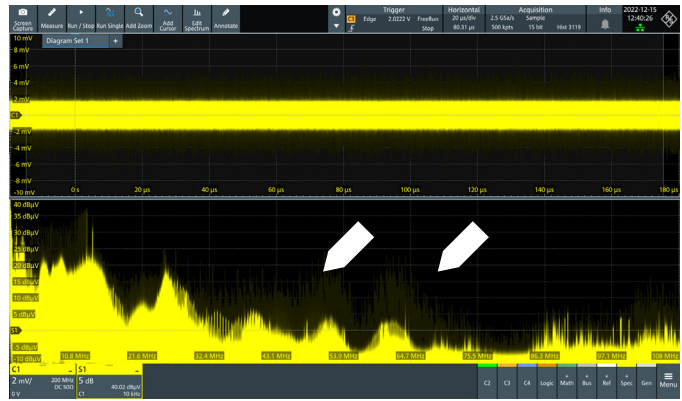 Trigger Horizontal Acquisition Info 2022-12-15
Screen Capture Measure Run / Stop Run Single Add Zoom Add Cursor Edit Spectrum Annotate
C1 Edge 2.0222 V FreeRun 20 µs/div 2.5 GSa/s Sample 12:40:26
Stop 80.31 µs 500 kpts 15 bit Hist 3119
10 mV Diagram Set 1 +
6 mV
4 mV
2 mV
C1
-2 mV
-4 mV
-6 mV
-8 mV
-10 mV 0 s 20 µs 40 µs 60 µs 80 µs 100 µs 120 µs 140 µs 160 µs 180 µs
40 dBµV
35 dBµV
30 dBµV
25 dBµV
20 dBµV
15 dBµV
10 dBµV
5 dBµV
S1
-5 dBµV
-10 dBµV 10.8 MHz 21.6 MHz 32.4 MHz 43.1 MHz 53.9 MHz 64.7 MHz 75.5 MHz 86.3 MHz 97.1 MHz 108 MHz
C1 S1
2 mV/ 200 MHz 5 dB
DC 50Ω 40.02 dBµV
0 V 10 kHz
C2 C3 C4 Logic Math Bus Ref Spec Gen Menu